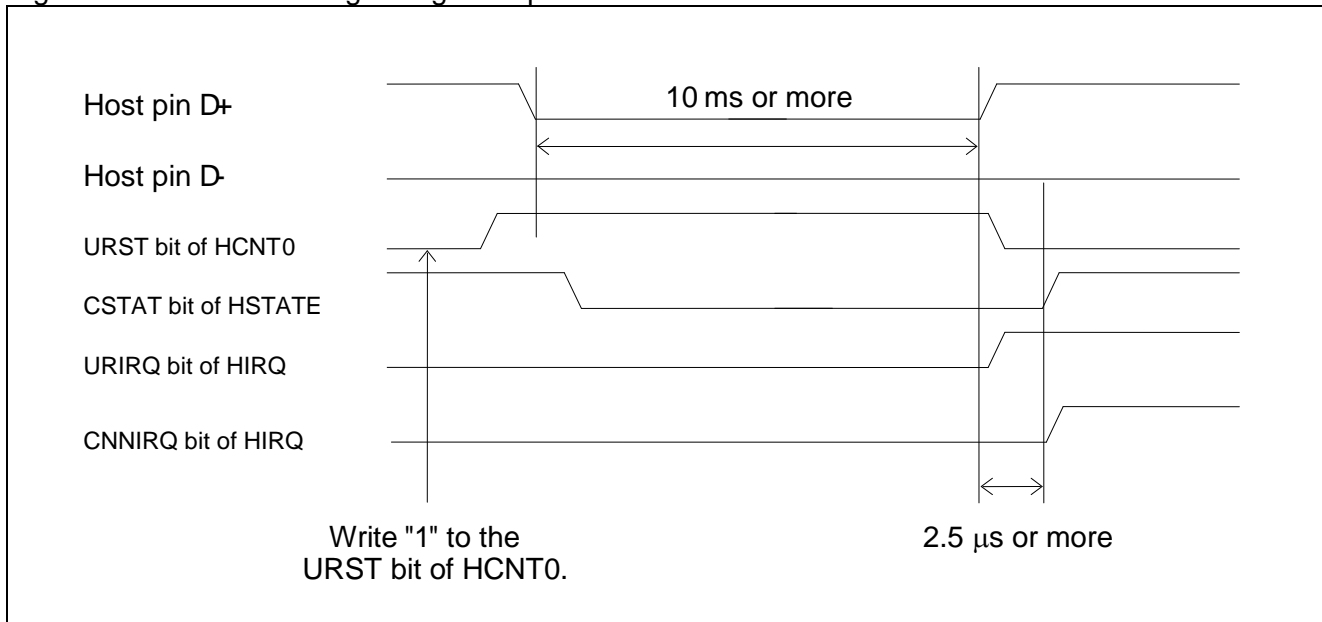 Host pin D+
10 ms or more
Host pin D-
URST bit of HCNT0
CSTAT bit of HSTATE
URIRQ bit of HIRQ
CNNIRQ bit of HIRQ
Write "1" to the
URST bit of HCNT0.
2.5 μs or more